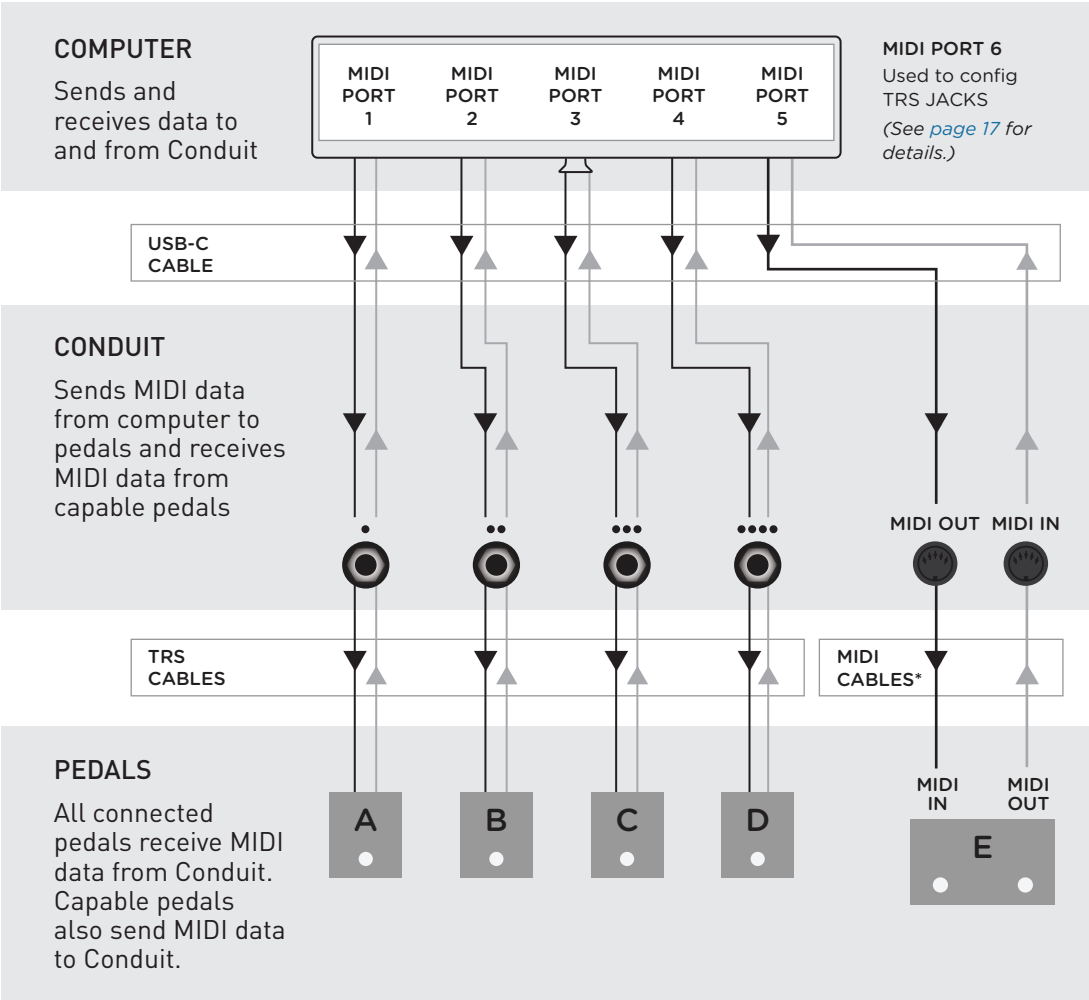 COMPUTER
Sends and
receives data to
and from Conduit
MIDI
PORT
1
MIDI
PORT
2
MIDI
PORT
3
MIDI
PORT
4
MIDI
PORT
5
MIDI PORT 6
Used to config
TRS JACKS
(See page 17 for
details.)
USB-C
CABLE
CONDUIT
Sends MIDI data
from computer to
pedals and receives
MIDI data from
capable pedals
MIDI OUT
MIDI IN
TRS
CABLES
MIDI
CABLES*
PEDALS
All connected
pedals receive MIDI
data from Conduit.
Capable pedals
also send MIDI data
to Conduit.
A
B
C
D
MIDI
IN
MIDI
OUT
E